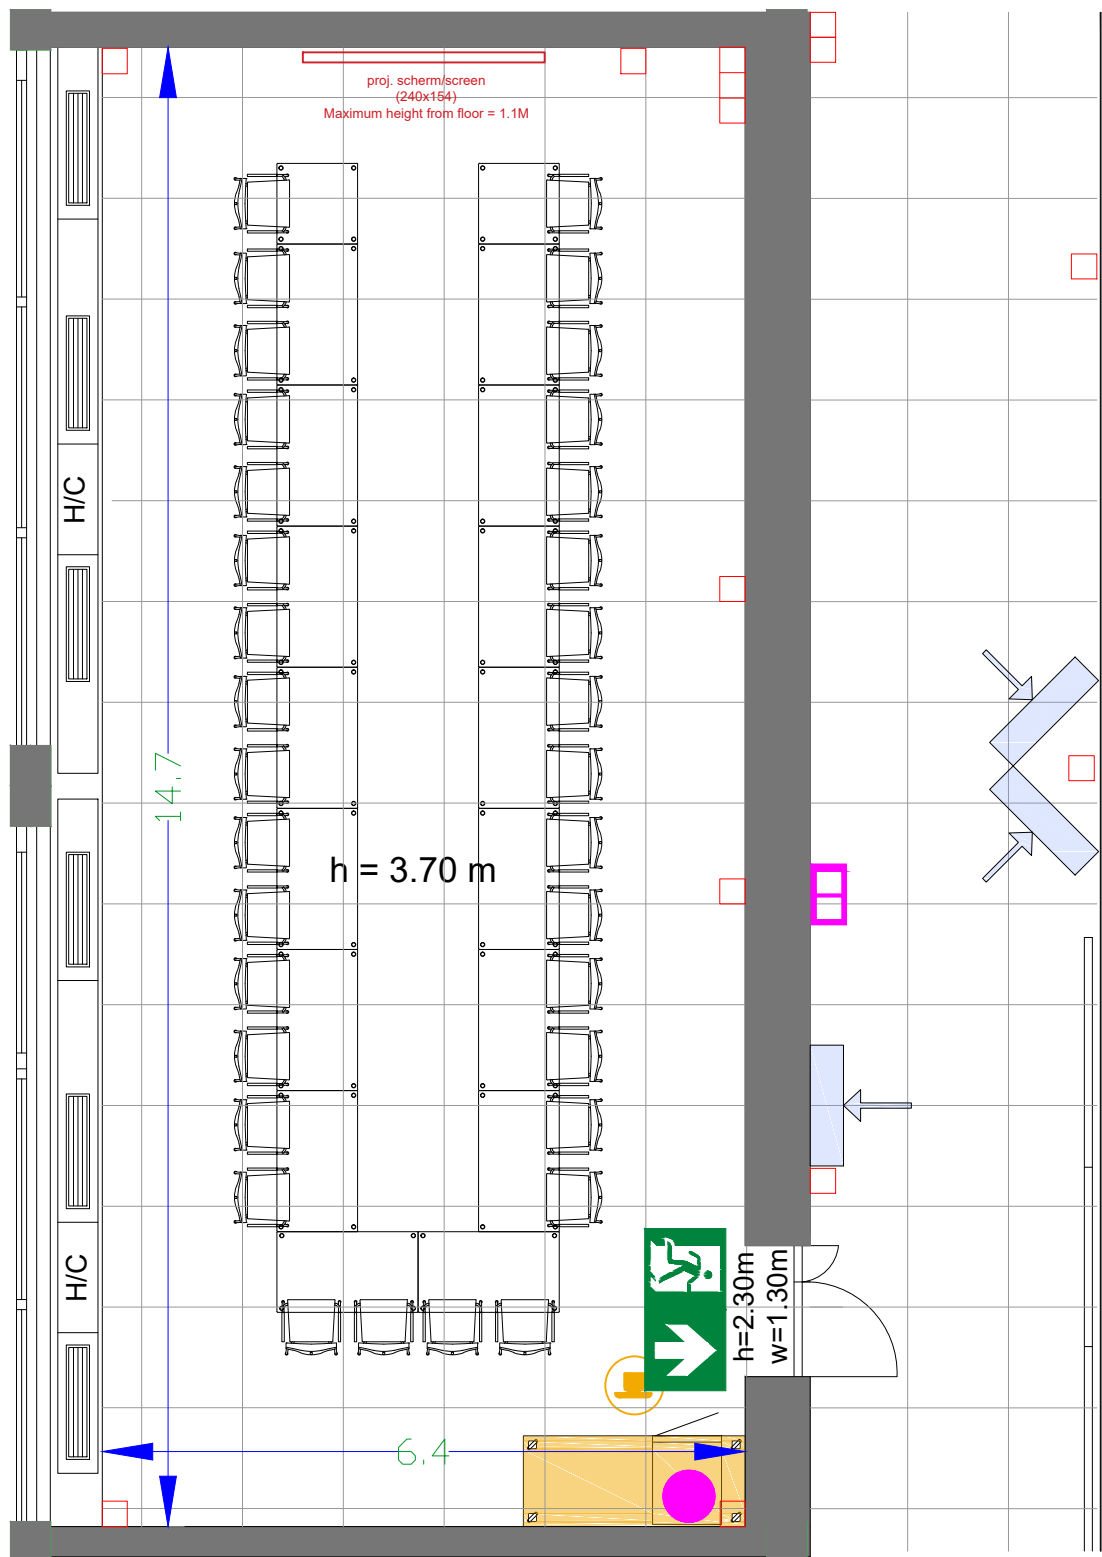 proj. scherm/screen
(240x154)
Maximum height from floor = 1.1M
H/C
14,7
h = 3.70 m
H/C
h=2.30m
w=1.30m
6,4